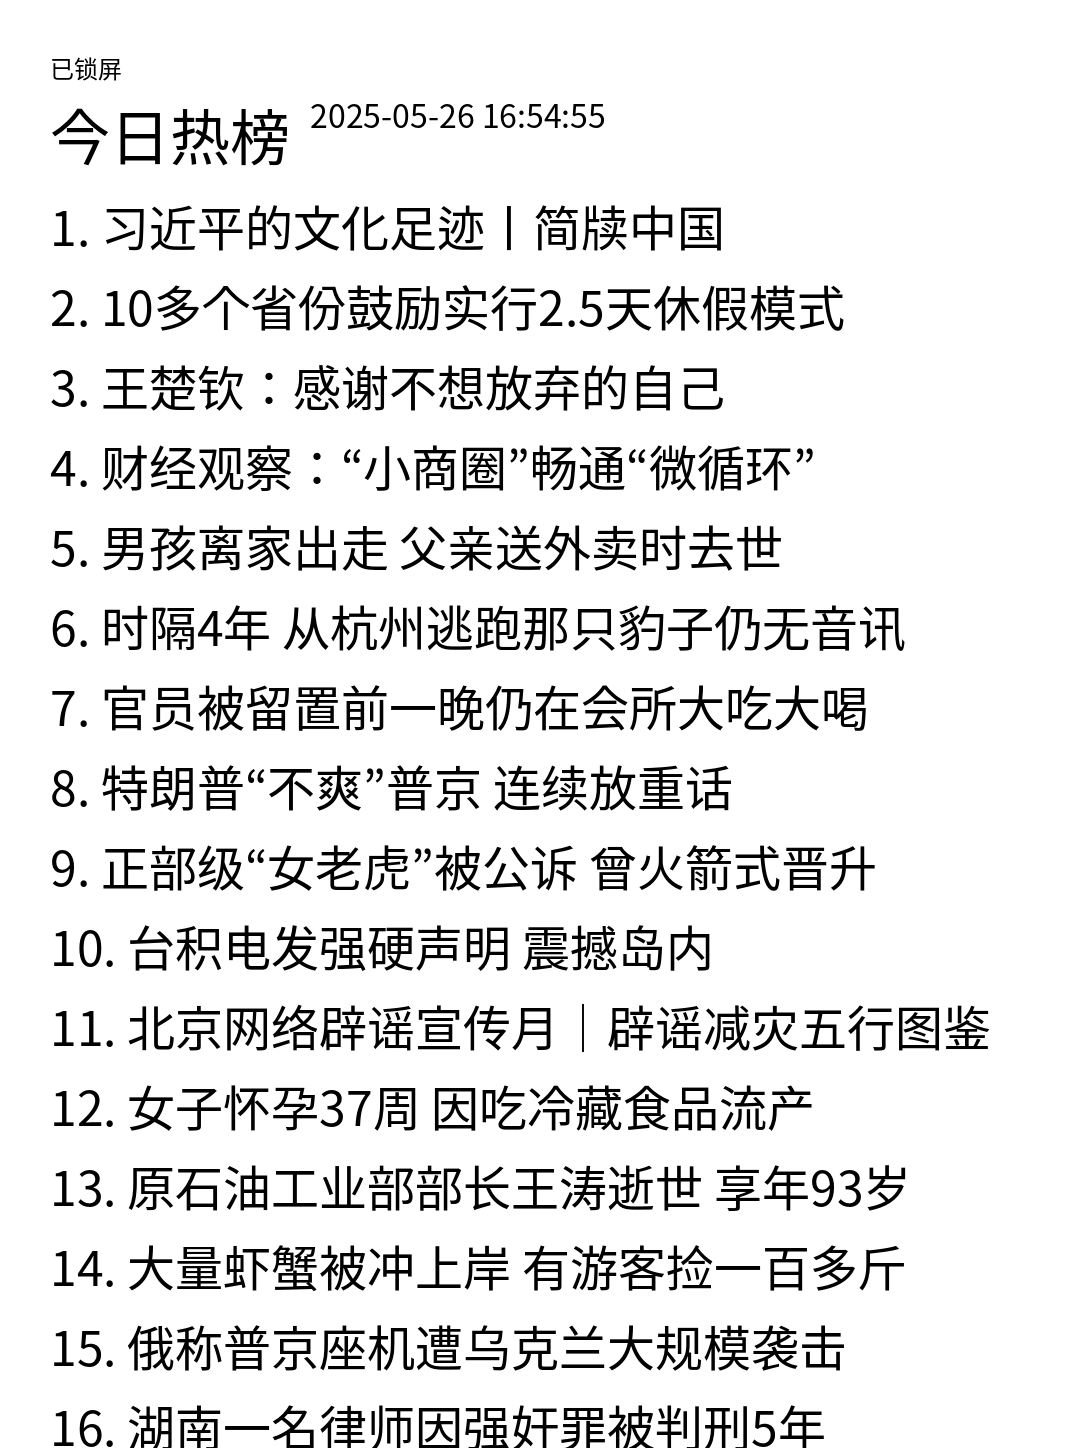 已锁屏
今日热榜 2025-05-26 16:54:55
1. 习近平的文化足迹丨简牍中国
2. 10多个省份鼓励实行2.5天休假模式
3. 王楚钦：感谢不想放弃的自己
4. 财经观察：“小商圈”畅通“微循环”
5. 男孩离家出走 父亲送外卖时去世
6. 时隔4年 从杭州逃跑那只豹子仍无音讯
7. 官员被留置前一晚仍在会所大吃大喝
8. 特朗普“不爽”普京 连续放重话
9. 正部级“女老虎”被公诉 曾火箭式晋升
10. 台积电发强硬声明 震撼岛内
11. 北京网络辟谣宣传月｜辟谣减灾五行图鉴
12. 女子怀孕37周 因吃冷藏食品流产
13. 原石油工业部部长王涛逝世 享年93岁
14. 大量虾蟹被冲上岸 有游客捡一百多斤
15. 俄称普京座机遭乌克兰大规模袭击
16. 湖南一名律师因强奸罪被判刑5年